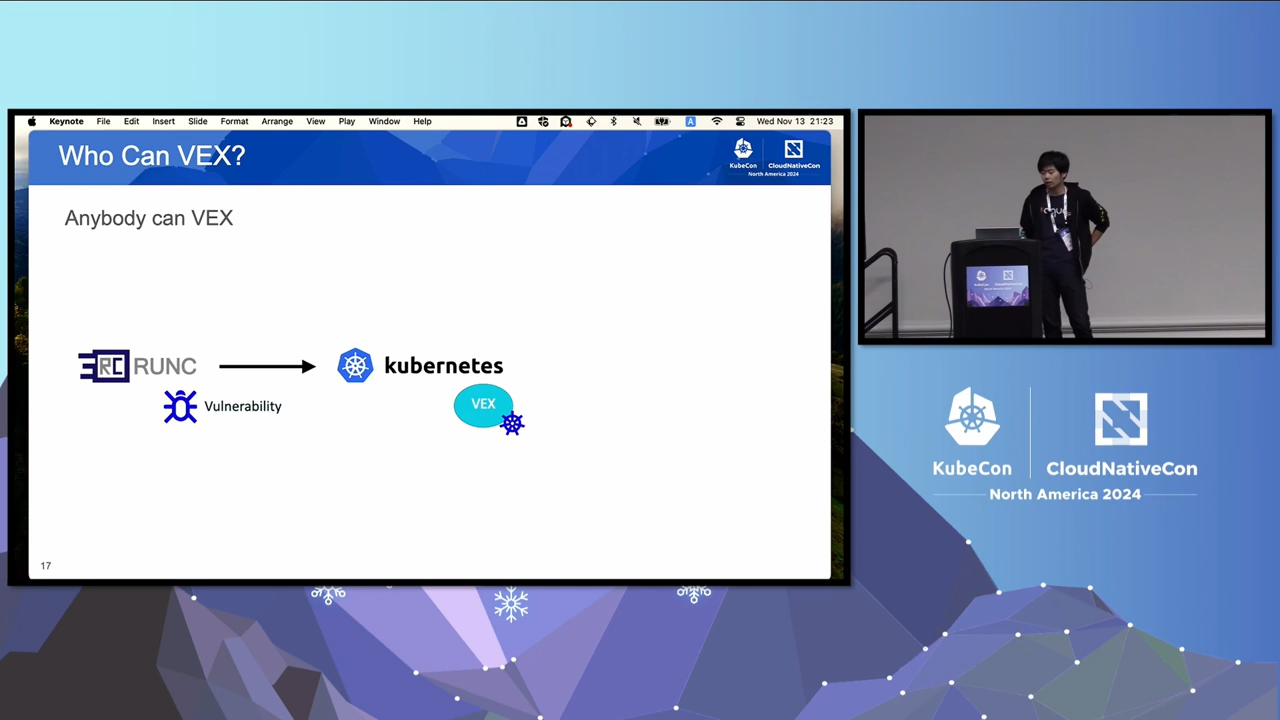 Keynote File Edit Insert Slide Format Arrange View Play Window Help A Wed Nov 13 21:23
Who Can VEX?
KubeCon CloudNativeCon
North America 2024
Anybody can VEX
RC RUNC
kubernetes
Vulnerability
VEX
17
KubeCon CloudNativeCon
North America 2024